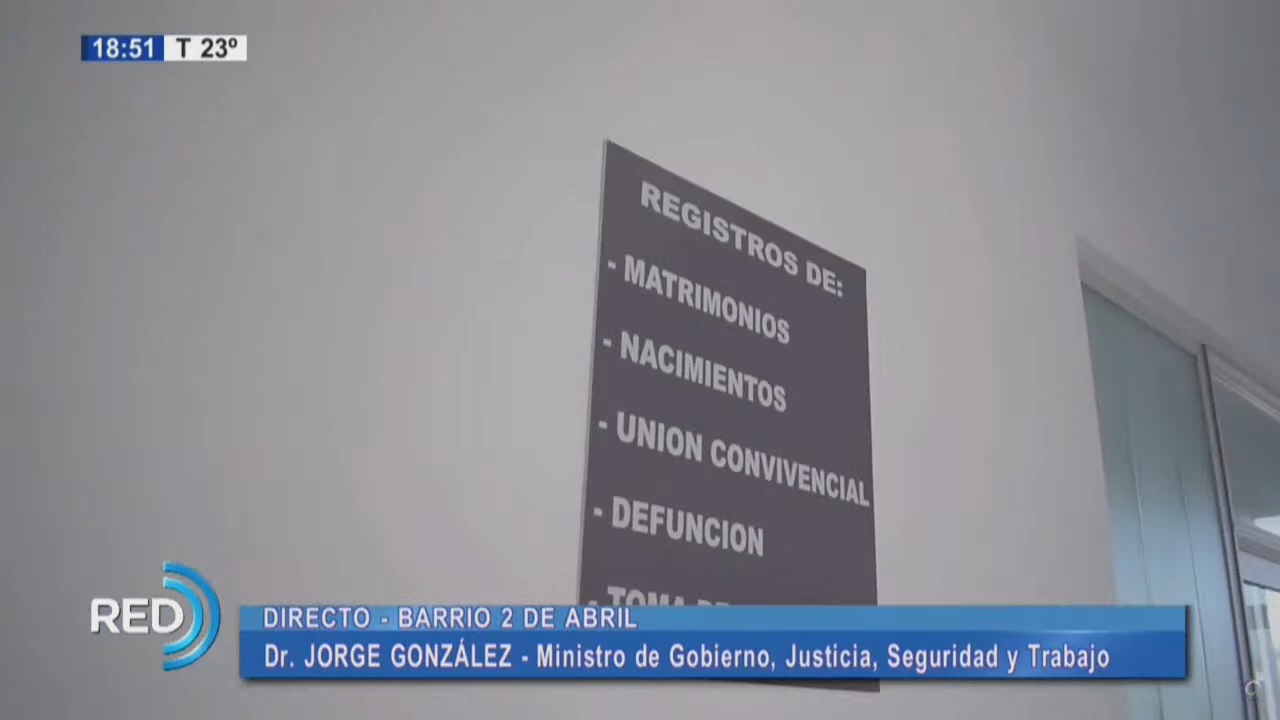 18:51 T 23º
REGISTROS DE:
- MATRIMONIOS
- NACIMIENTOS
- UNION CONVIVENCIAL
- DEFUNCION
- TOMA
RED
DIRECTO - BARRIO 2 DE ABRIL
Dr. JORGE GONZÁLEZ - Ministro de Gobierno, Justicia, Seguridad y Trabajo